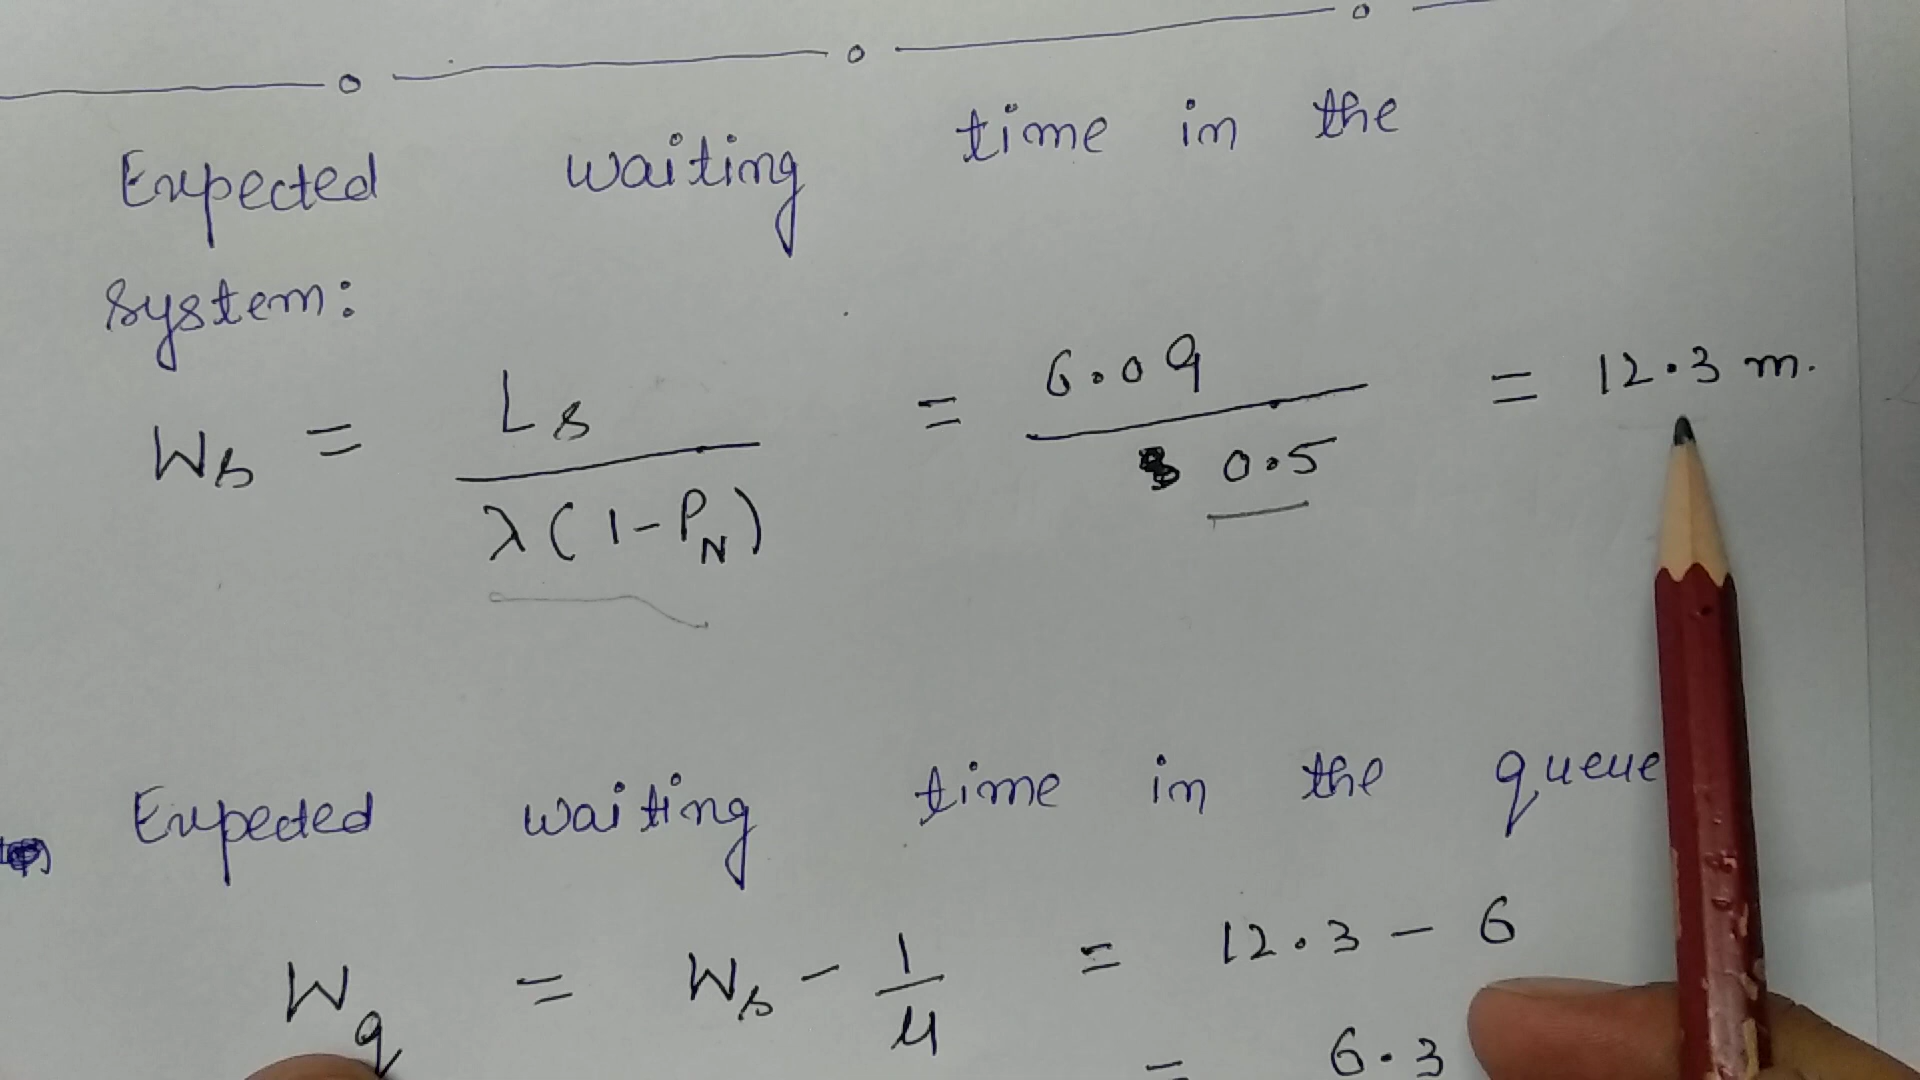 Expected waiting time in the
system:
Ws = Ls / λ(1-PN) = 6.09 / 0.5 = 12.3 m.
Expected waiting time in the queue
Wq = Ws - 1/μ = 12.3 - 6
= 6.3